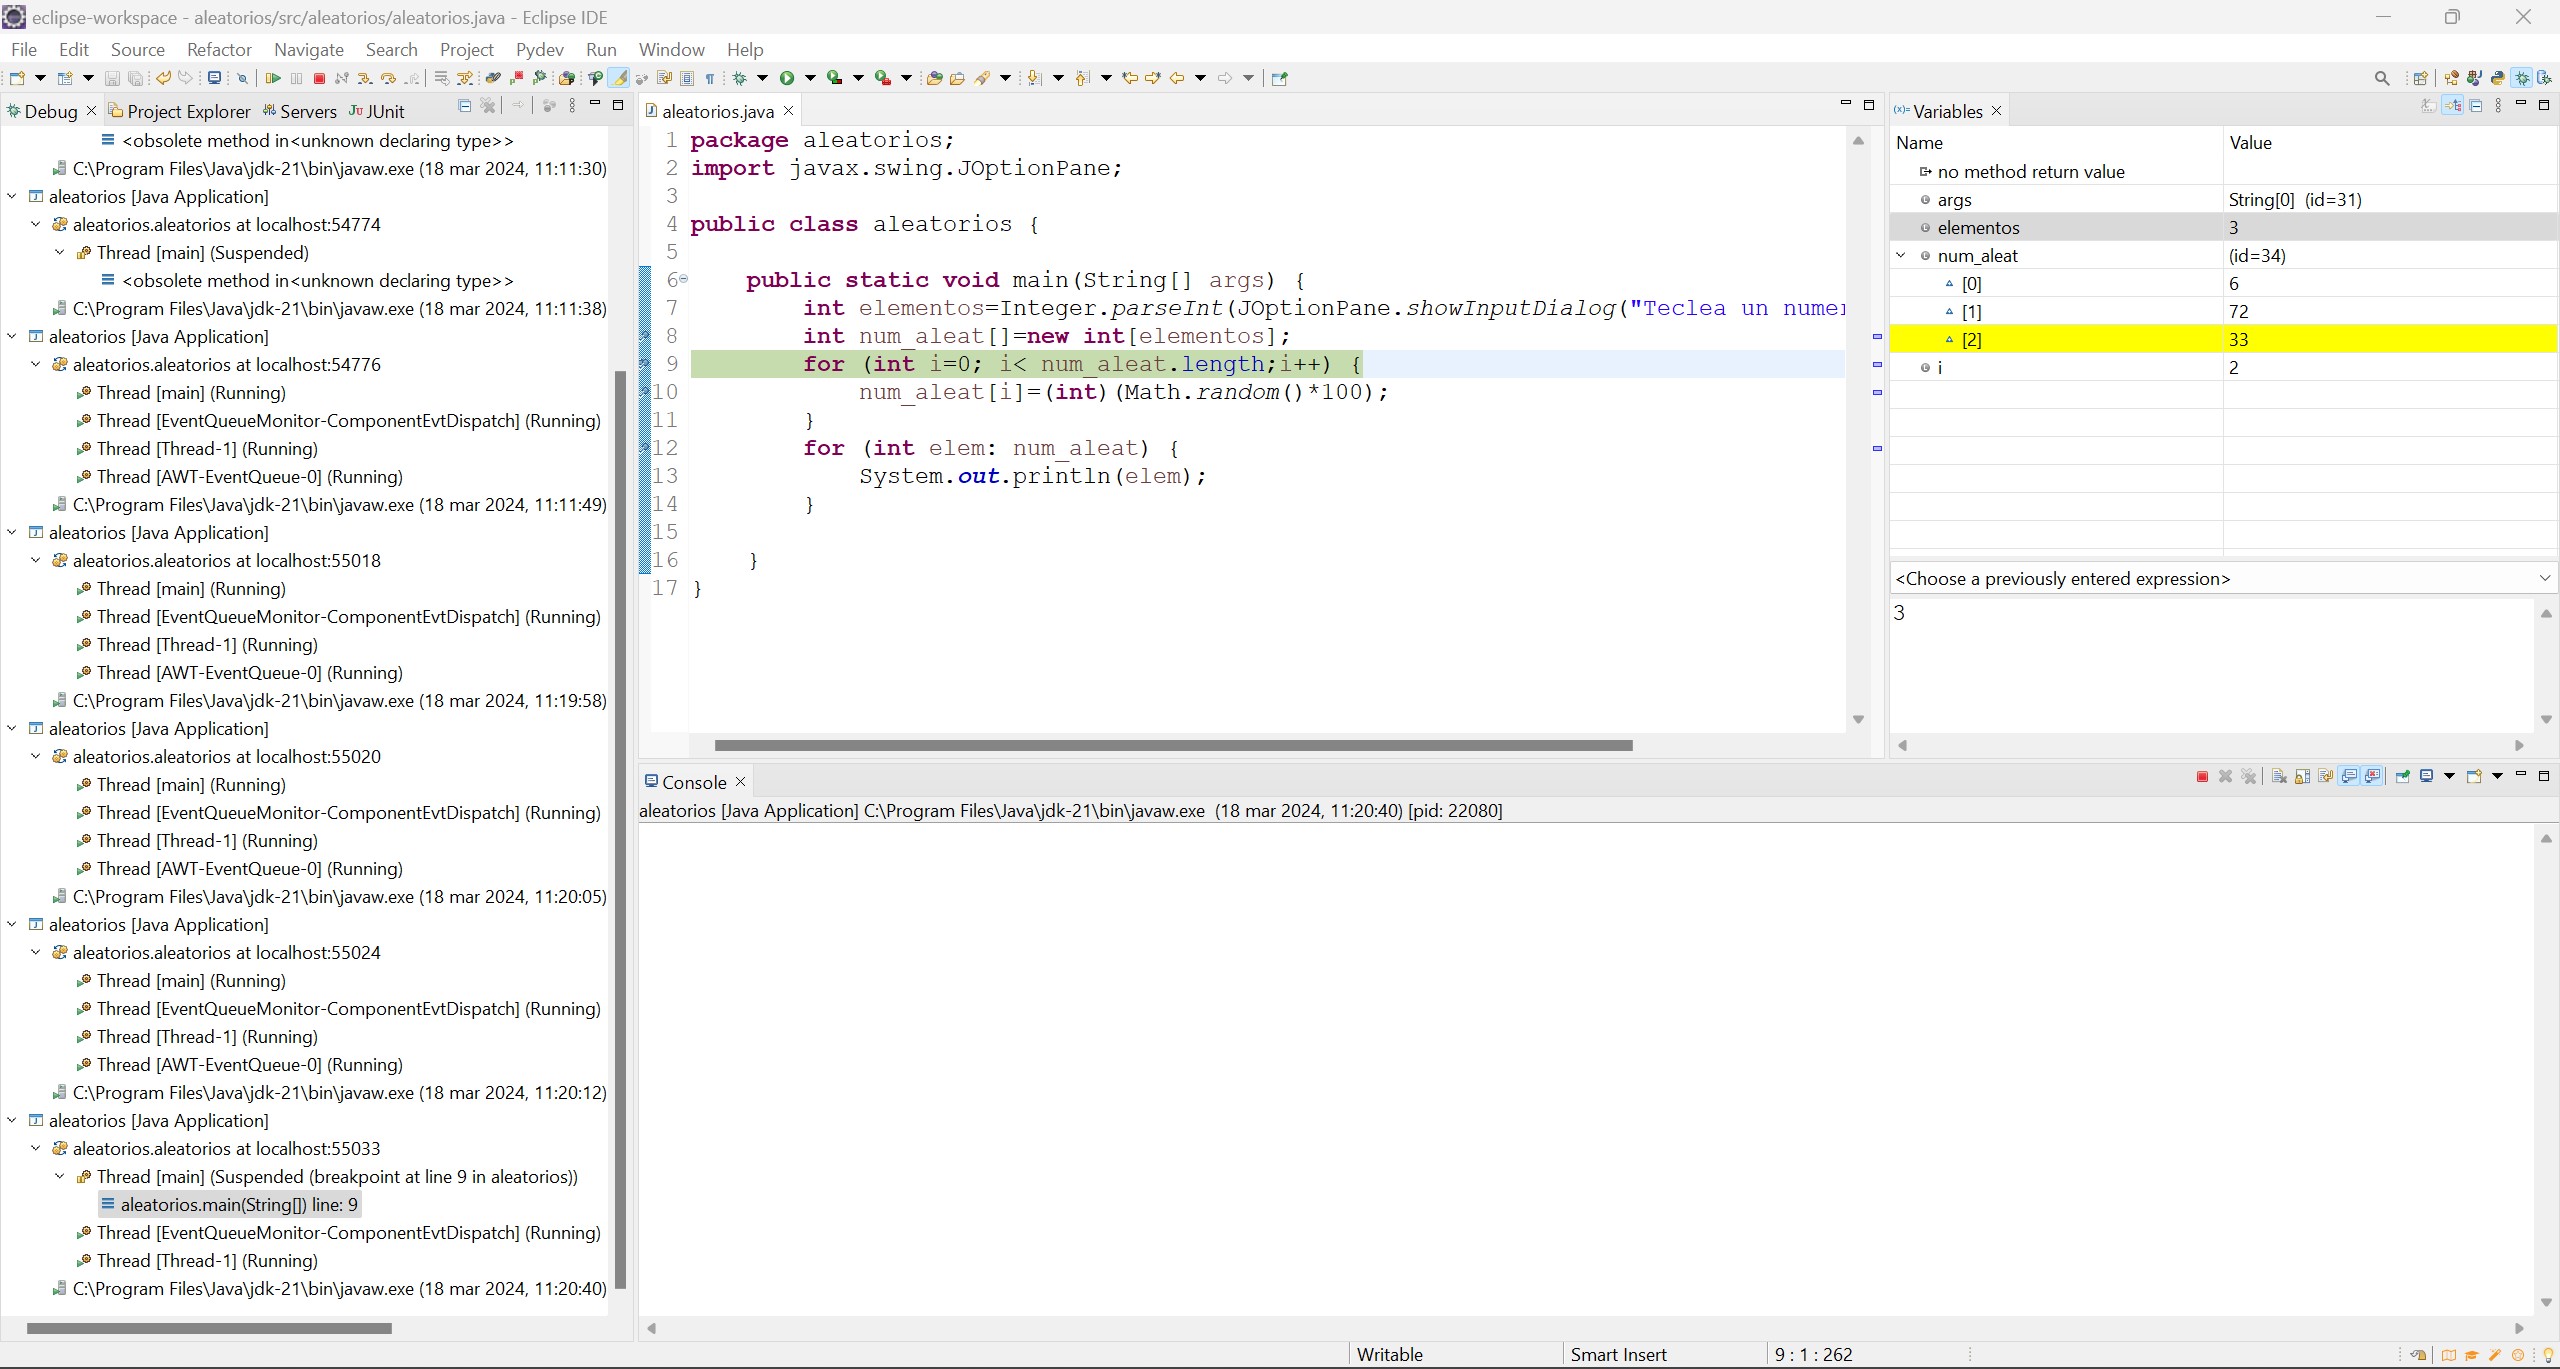 eclipse-workspace - aleatorios/src/aleatorios/aleatorios.java - Eclipse IDE
File Edit Source Refactor Navigate Search Project Pydev Run Window Help
Debug Project Explorer Servers JUnit
<obsolete method in<unknown declaring type>>
C:\Program Files\Java\jdk-21\bin\javaw.exe (18 mar 2024, 11:11:30)
aleatorios [Java Application]
aleatorios.aleatorios at localhost:54774
Thread [main] (Suspended)
<obsolete method in<unknown declaring type>>
C:\Program Files\Java\jdk-21\bin\javaw.exe (18 mar 2024, 11:11:38)
aleatorios [Java Application]
aleatorios.aleatorios at localhost:54776
Thread [main] (Running)
Thread [EventQueueMonitor-ComponentEvtDispatch] (Running)
Thread [Thread-1] (Running)
Thread [AWT-EventQueue-0] (Running)
C:\Program Files\Java\jdk-21\bin\javaw.exe (18 mar 2024, 11:11:49)
aleatorios [Java Application]
aleatorios.aleatorios at localhost:55018
Thread [main] (Running)
Thread [EventQueueMonitor-ComponentEvtDispatch] (Running)
Thread [Thread-1] (Running)
Thread [AWT-EventQueue-0] (Running)
C:\Program Files\Java\jdk-21\bin\javaw.exe (18 mar 2024, 11:19:58)
aleatorios [Java Application]
aleatorios.aleatorios at localhost:55020
Thread [main] (Running)
Thread [EventQueueMonitor-ComponentEvtDispatch] (Running)
Thread [Thread-1] (Running)
Thread [AWT-EventQueue-0] (Running)
C:\Program Files\Java\jdk-21\bin\javaw.exe (18 mar 2024, 11:20:05)
aleatorios [Java Application]
aleatorios.aleatorios at localhost:55024
Thread [main] (Running)
Thread [EventQueueMonitor-ComponentEvtDispatch] (Running)
Thread [Thread-1] (Running)
Thread [AWT-EventQueue-0] (Running)
C:\Program Files\Java\jdk-21\bin\javaw.exe (18 mar 2024, 11:20:12)
aleatorios [Java Application]
aleatorios.aleatorios at localhost:55033
Thread [main] (Suspended (breakpoint at line 9 in aleatorios))
aleatorios.main(String[]) line: 9
Thread [EventQueueMonitor-ComponentEvtDispatch] (Running)
Thread [Thread-1] (Running)
C:\Program Files\Java\jdk-21\bin\javaw.exe (18 mar 2024, 11:20:40)
aleatorios.java
1 package aleatorios;
2 import javax.swing.JOptionPane;
3
4 public class aleatorios {
5
6 public static void main(String[] args) {
7 int elementos=Integer.parseInt(JOptionPane.showInputDialog("Teclea un numer
8 int num_aleat[]=new int[elementos];
9 for (int i=0; i< num_aleat.length;i++) {
10 num_aleat[i]=(int)(Math.random()*100);
11 }
12 for (int elem: num_aleat) {
13 System.out.println(elem);
14 }
15
16 }
17 }
Variables
Name Value
no method return value
args String[0] (id=31)
elementos 3
num_aleat (id=34)
[0] 6
[1] 72
[2] 33
i 2
<Choose a previously entered expression>
3
Console
aleatorios [Java Application] C:\Program Files\Java\jdk-21\bin\javaw.exe (18 mar 2024, 11:20:40) [pid: 22080]
Writable Smart Insert 9 : 1 : 262